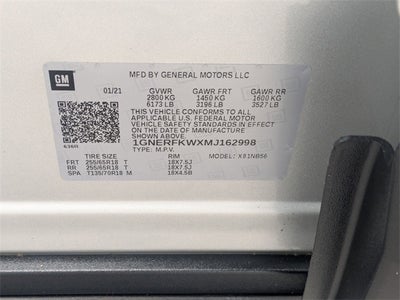 GM
MFD BY GENERAL MOTORS LLC
01/21 GVWR GAWR FRT GAWR RR
2800 KG 1450 KG 1600 KG
6173 LB 3196 LB 3527 LB
THIS VEHICLE CONFORMS TO ALL
APPLICABLE U.S. FEDERAL MOTOR
VEHICLE SAFETY STANDARDS IN EFFECT
ON THE DATE OF MANUFACTURE
SHOWN ABOVE.
1GNERFKWXMJ162998
TYPE: M.P.V. MODEL: X81NB56
TIRE SIZE RIM
FRT 255/65R18 T 18X7.5J
RR 255/65R18 T 18X7.5J
SPA T135/70R18 M 18X4.5B